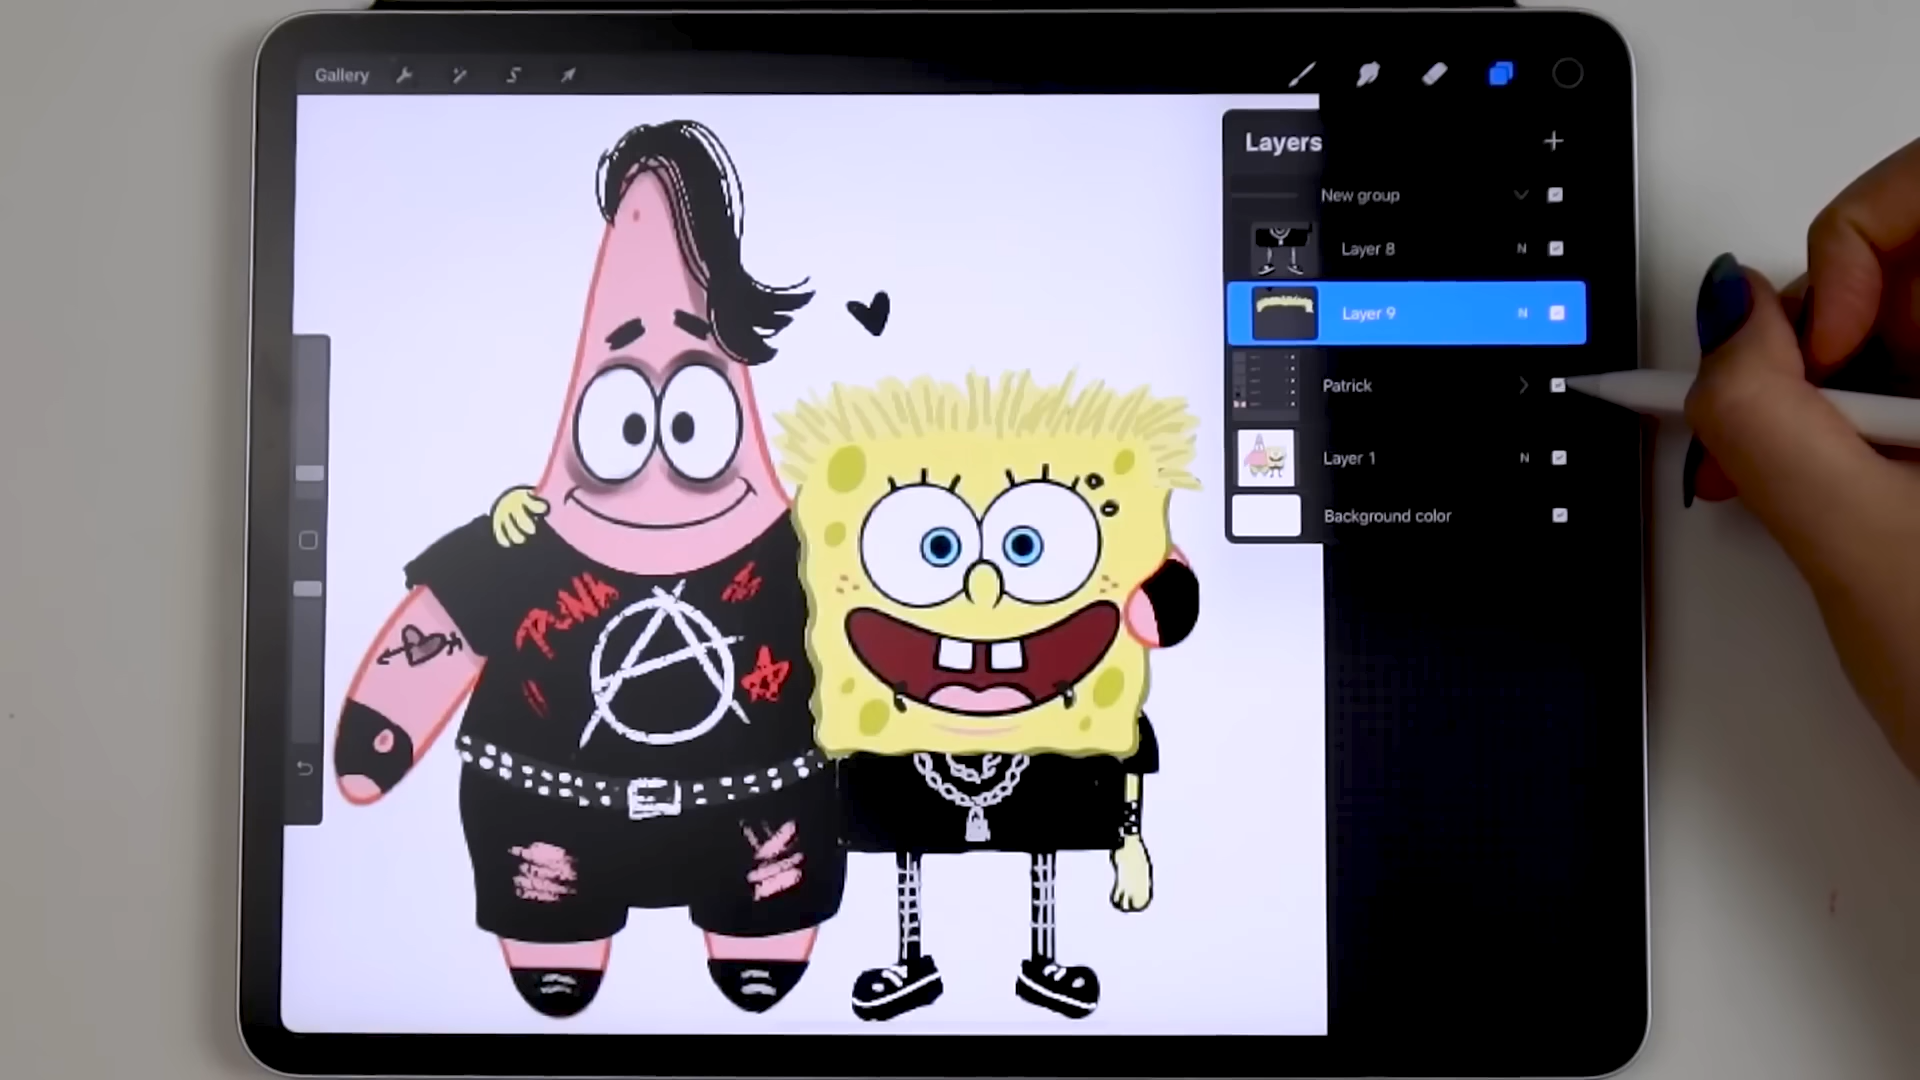 Gallery
Layers
New group
Layer 8
N
Layer 9
N
Patrick
Layer 1
N
Background color
PUNK